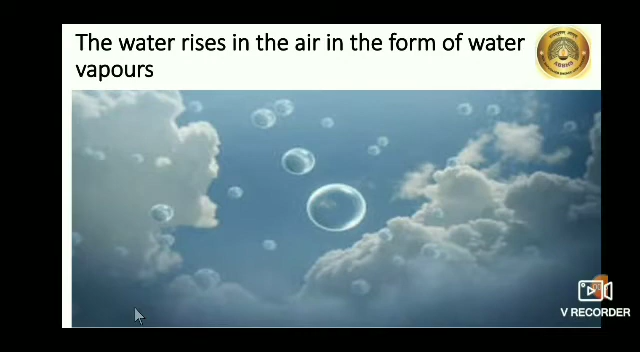 The water rises in the air in the form of water
vapours
V RECORDER